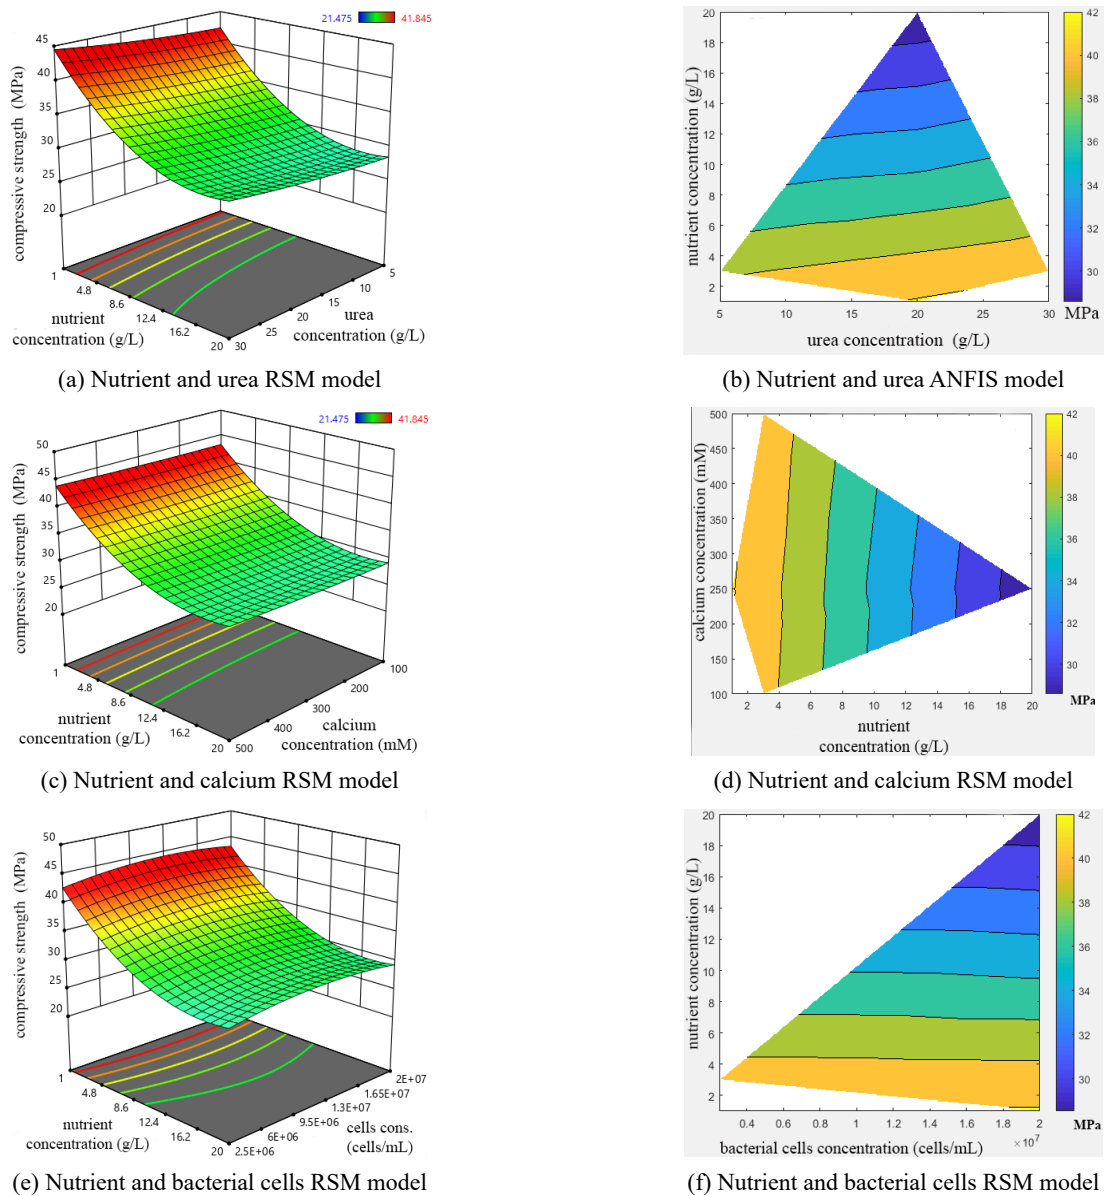 21.475 41.845
45
40
35
30
25
20
compressive strength (MPa)
1
4.8
8.6
12.4
16.2
20
nutrient
concentration (g/L)
30
25
20
15
10
5
urea
concentration (g/L)
(a) Nutrient and urea RSM model
20
18
16
14
12
10
8
6
4
2
nutrient concentration (g/L)
5 10 15 20 25 30
urea concentration (g/L)
42
40
38
36
34
32
30
MPa
(b) Nutrient and urea ANFIS model
21.475 41.845
50
45
40
35
30
25
20
compressive strength (MPa)
1
4.8
8.6
12.4
16.2
20
nutrient
concentration (g/L)
500
400
300
200
100
calcium
concentration (mM)
(c) Nutrient and calcium RSM model
500
450
400
350
300
250
200
150
100
calcium concentration (mM)
2 4 6 8 10 12 14 16 18 20
nutrient
concentration (g/L)
42
40
38
36
34
32
30
MPa
(d) Nutrient and calcium RSM model
50
45
40
35
30
25
20
compressive strength (MPa)
1
4.8
8.6
12.4
16.2
20
nutrient
concentration (g/L)
2.5E+06
6E+06
9.5E+06
1.3E+07
1.65E+07
2E+07
cells cons.
(cells/mL)
(e) Nutrient and bacterial cells RSM model
20
18
16
14
12
10
8
6
4
2
nutrient concentration (g/L)
0.4 0.6 0.8 1 1.2 1.4 1.6 1.8 2
× 10⁷
bacterial cells concentration (cells/mL)
42
40
38
36
34
32
30
MPa
(f) Nutrient and bacterial cells RSM model